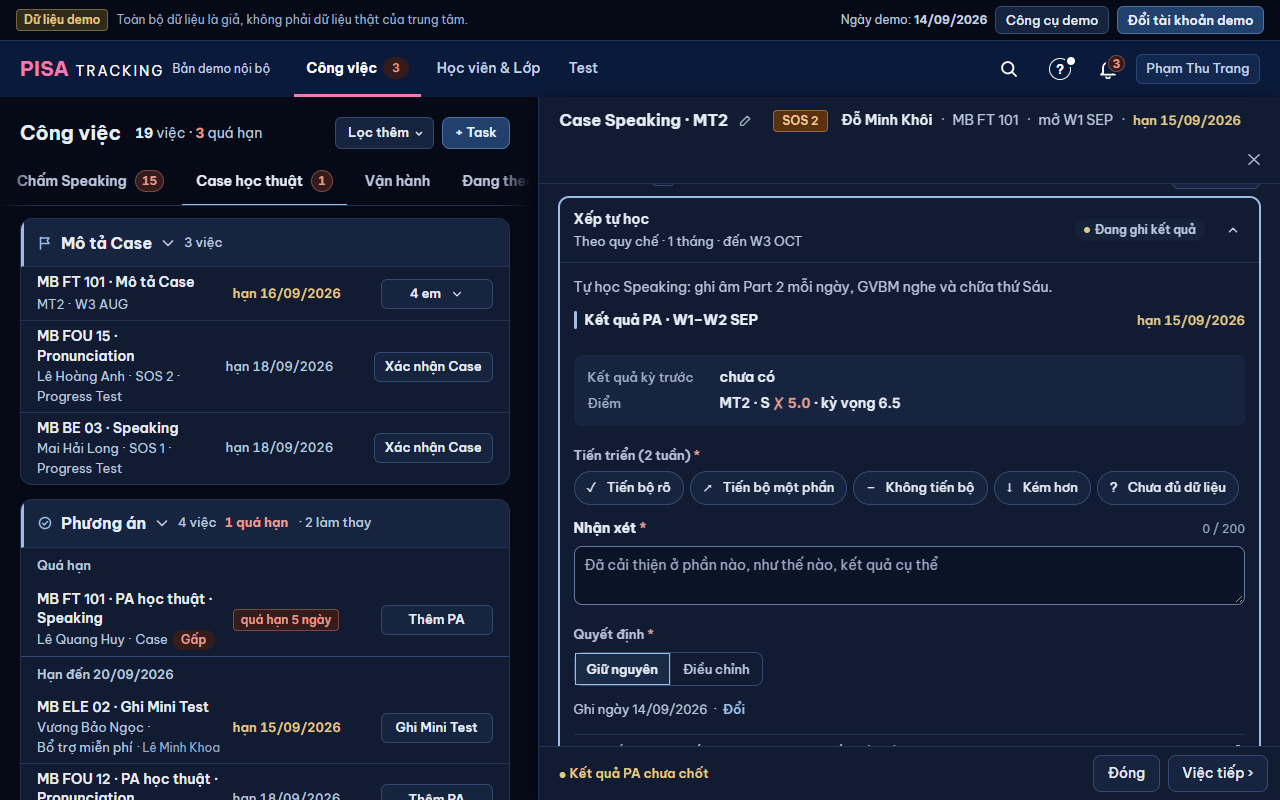 Dữ liệu demo Toàn bộ dữ liệu là giả, không phải dữ liệu thật của trung tâm. Ngày demo: 14/09/2026 Công cụ demo Đổi tài khoản demo
PISA TRACKING Bản demo nội bộ Công việc 3 Học viên & Lớp Test ? 3 Phạm Thu Trang
Công việc 19 việc · 3 quá hạn Lọc thêm + Task
Chấm Speaking 15 Case học thuật 1 Vận hành Đang the
Mô tả Case 3 việc
MB FT 101 · Mô tả Case
MT2 · W3 AUG
hạn 16/09/2026 4 em
MB FOU 15 ·
Pronunciation
Lê Hoàng Anh · SOS 2 ·
Progress Test
hạn 18/09/2026 Xác nhận Case
MB BE 03 · Speaking
Mai Hải Long · SOS 1 ·
Progress Test
hạn 18/09/2026 Xác nhận Case
Phương án 4 việc 1 quá hạn · 2 làm thay
Quá hạn
MB FT 101 · PA học thuật ·
Speaking
Lê Quang Huy · Case Gấp
quá hạn 5 ngày Thêm PA
Hạn đến 20/09/2026
MB ELE 02 · Ghi Mini Test
Vương Bảo Ngọc ·
Bổ trợ miễn phí · Lê Minh Khoa
hạn 15/09/2026 Ghi Mini Test
MB FOU 12 · PA học thuật ·
Pronunciation
hạn 18/09/2026 Thêm PA
Case Speaking · MT2 SOS 2 Đỗ Minh Khôi · MB FT 101 · mở W1 SEP · hạn 15/09/2026
Xếp tự học
Theo quy chế · 1 tháng · đến W3 OCT
Đang ghi kết quả
Tự học Speaking: ghi âm Part 2 mỗi ngày, GVBM nghe và chữa thứ Sáu.
Kết quả PA · W1–W2 SEP hạn 15/09/2026
Kết quả kỳ trước chưa có
Điểm MT2 · S ✗ 5.0 · kỳ vọng 6.5
Tiến triển (2 tuần) *
✓ Tiến bộ rõ ↗ Tiến bộ một phần – Không tiến bộ ↓ Kém hơn ? Chưa đủ dữ liệu
Nhận xét * 0 / 200
Đã cải thiện ở phần nào, như thế nào, kết quả cụ thể
Quyết định *
Giữ nguyên Điều chỉnh
Ghi ngày 14/09/2026 · Đổi
Kết quả PA chưa chốt Đóng Việc tiếp ›